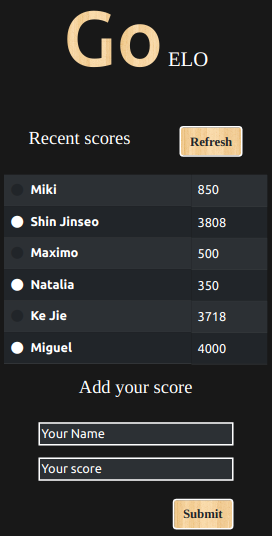 Go ELO
Recent scores
Refresh
Miki 850
Shin Jinseo 3808
Maximo 500
Natalia 350
Ke Jie 3718
Miguel 4000
Add your score
Your Name
Your score
Submit